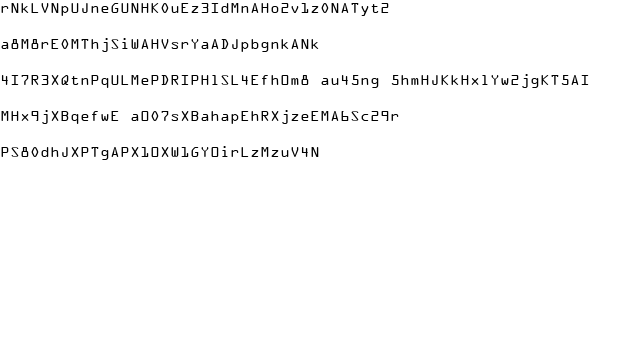 rNkLVNpUJneGUNHK0uEz3IdMnAHo2v1z0NATyt2
a8M8rE0MThjSiWAHVsrYaADJpbgnkANk
4I7R3XQtnPqULMePDRIPH1SL4Efh0m8 au45ng 5hmHJKkHx1Yw2jgKT5AI
MHx9jXBqefwE a007sXBahapEhRXjzeEMA6Sc29r
PS80dhJXPTgAPX10XW1GY0irLzMzuV4N